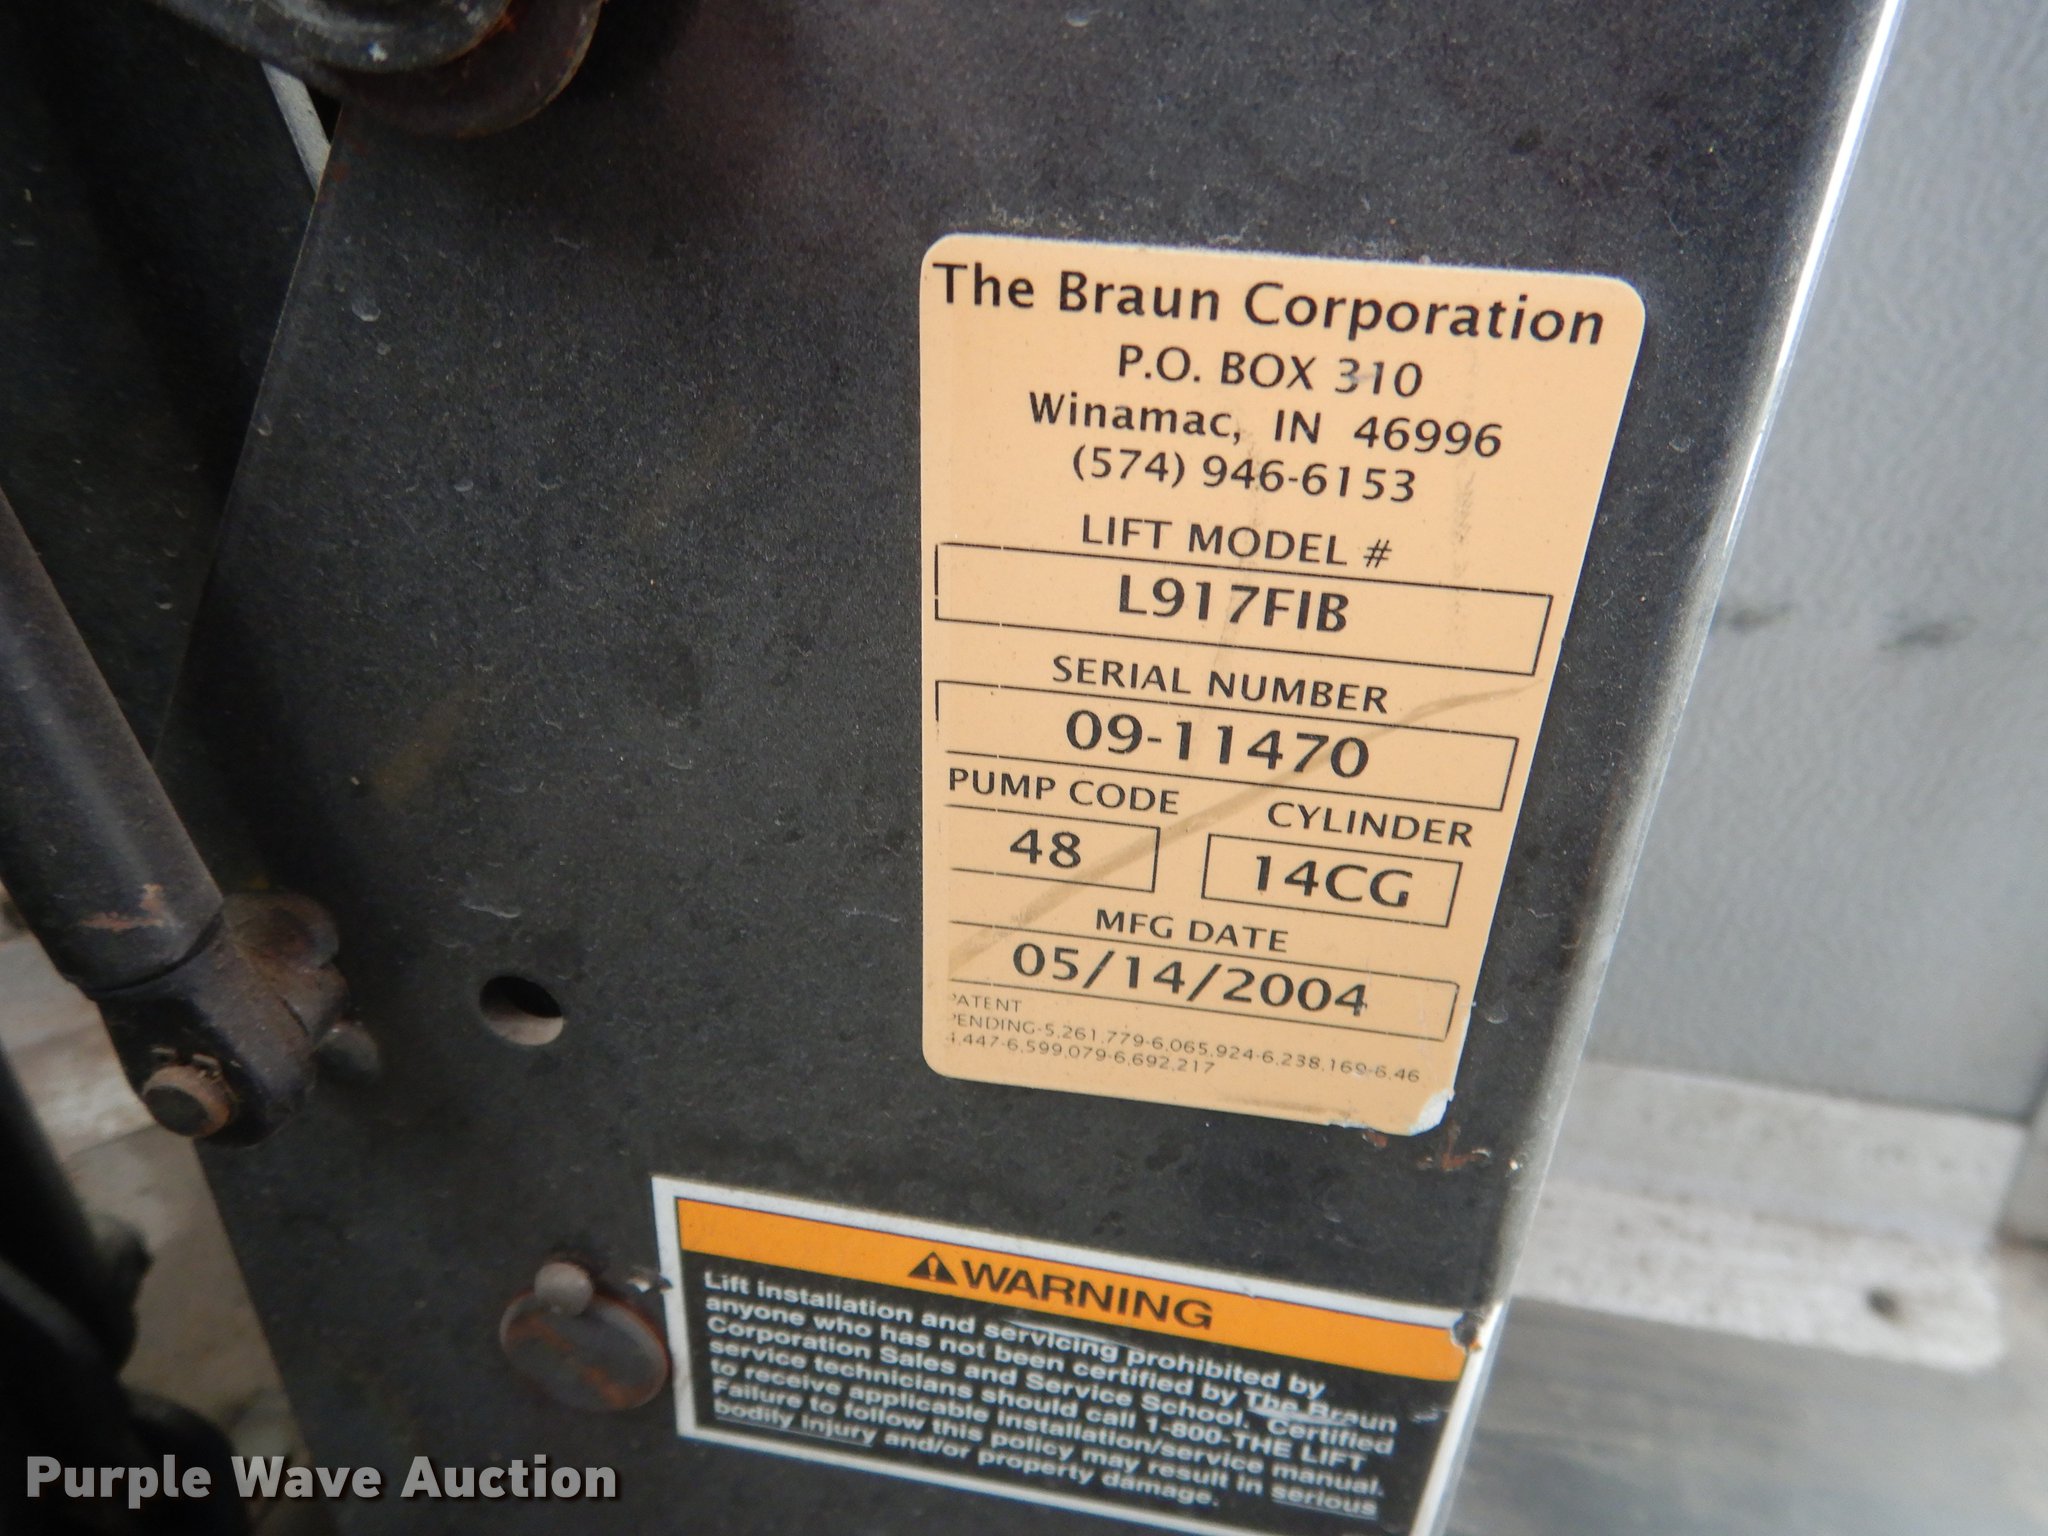 The Braun Corporation
P.O. BOX 310
Winamac, IN 46996
(574) 946-6153
LIFT MODEL #
L917FIB
SERIAL NUMBER
09-11470
PUMP CODE CYLINDER
48 14CG
MFG DATE
05/14/2004
PATENT
PENDING-5,261,779-6,065,924-6,238,169-6,46
1,447-6,599,079-6,692,217
WARNING
Lift installation and servicing prohibited by
anyone who has not been certified by The Braun
Corporation Sales and Service School. Certified
service technicians should call 1-800-THE LIFT
to receive applicable installation/service manual.
Failure to follow this policy may result in serious
bodily injury and/or property damage.
Purple Wave Auction